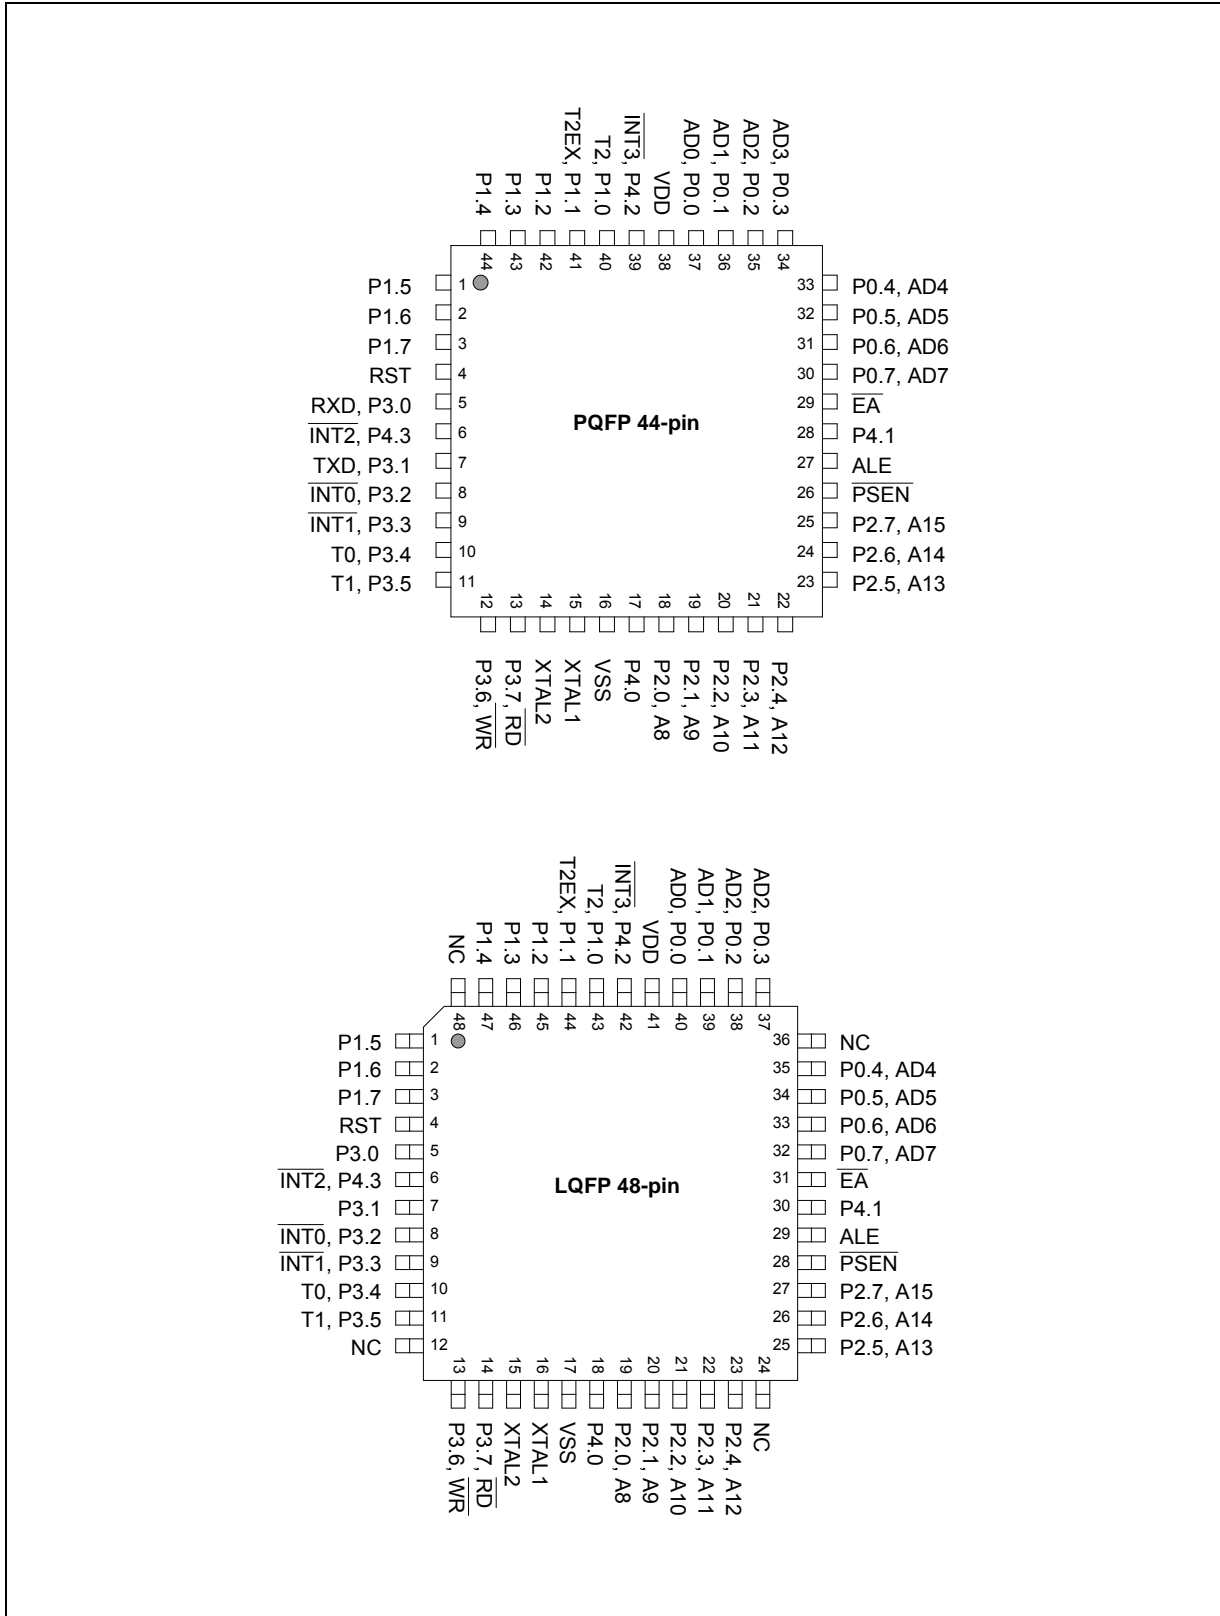 T2EX, P1.1
T2, P1.0
INT3, P4.2
AD0, P0.0
AD1, P0.1
AD2, P0.2
AD3, P0.3
P1.4
P1.3
P1.2
VDD
44
43
42
41
40
39
38
37
36
35
34
P1.5 1 33 P0.4, AD4
P1.6 2 32 P0.5, AD5
P1.7 3 31 P0.6, AD6
RST 4 30 P0.7, AD7
RXD, P3.0 5 29 EA
PQFP 44-pin
INT2, P4.3 6 28 P4.1
TXD, P3.1 7 27 ALE
INT0, P3.2 8 26 PSEN
INT1, P3.3 9 25 P2.7, A15
T0, P3.4 10 24 P2.6, A14
T1, P3.5 11 23 P2.5, A13
12
13
14
15
16
17
18
19
20
21
22
P3.6, WR
P3.7, RD
XTAL2
XTAL1
VSS
P4.0
P2.0, A8
P2.1, A9
P2.2, A10
P2.3, A11
P2.4, A12
NC
P1.4
P1.3
P1.2
T2EX, P1.1
T2, P1.0
INT3, P4.2
VDD
AD0, P0.0
AD1, P0.1
AD2, P0.2
AD2, P0.3
48
47
46
45
44
43
42
41
40
39
38
37
P1.5 1 36 NC
P1.6 2 35 P0.4, AD4
P1.7 3 34 P0.5, AD5
RST 4 33 P0.6, AD6
P3.0 5 32 P0.7, AD7
INT2, P4.3 6 31 EA
LQFP 48-pin
P3.1 7 30 P4.1
INT0, P3.2 8 29 ALE
INT1, P3.3 9 28 PSEN
T0, P3.4 10 27 P2.7, A15
T1, P3.5 11 26 P2.6, A14
NC 12 25 P2.5, A13
13
14
15
16
17
18
19
20
21
22
23
24
P3.6, WR
P3.7, RD
XTAL2
XTAL1
VSS
P4.0
P2.0, A8
P2.1, A9
P2.2, A10
P2.3, A11
P2.4, A12
NC